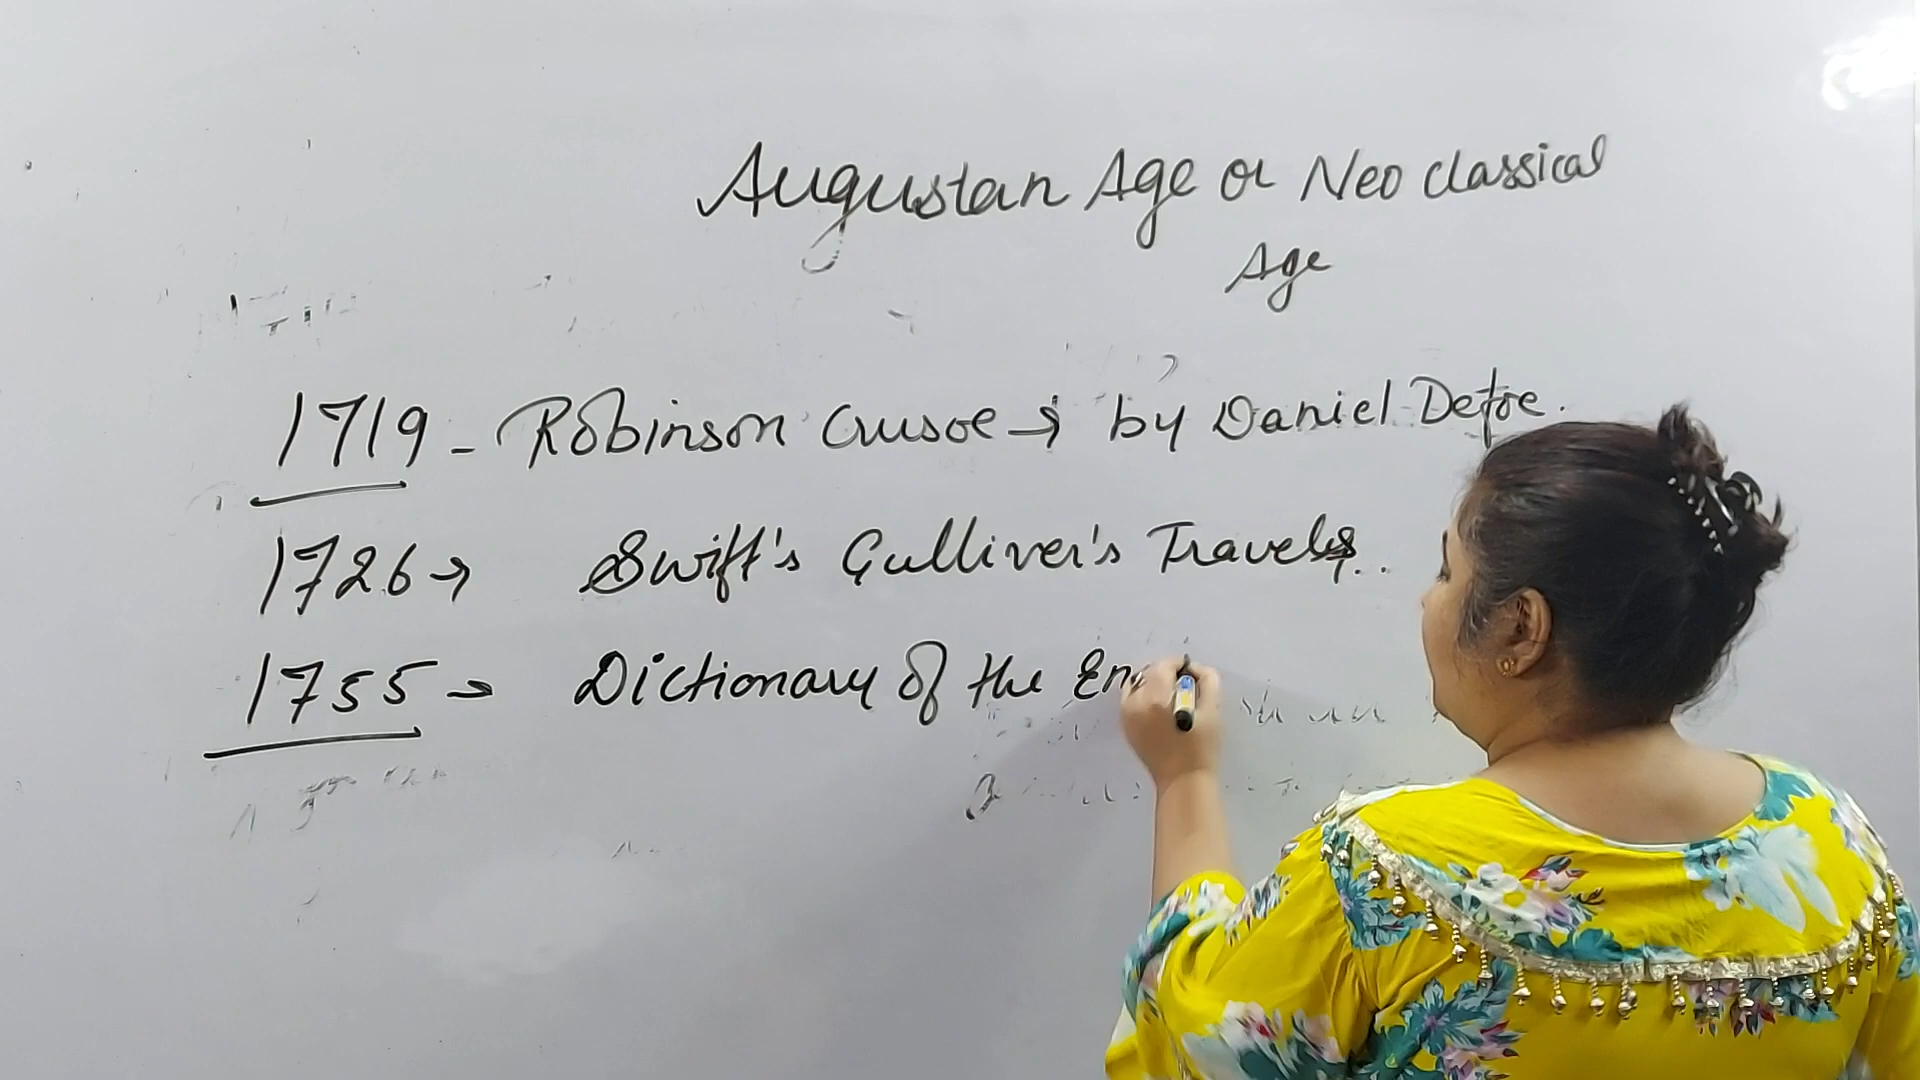 Augustan Age or Neo classical
Age
1719 - Robinson Crusoe → by Daniel Defoe.
1726 → Swift's Gulliver's Travels..
1755 → Dictionary of the Eng